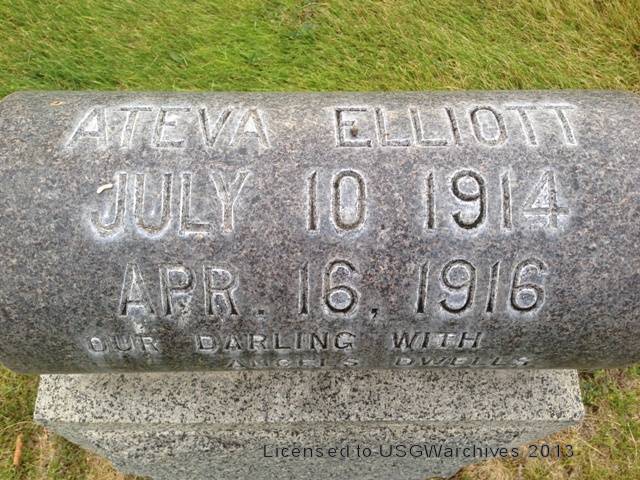 ATEVA ELLIOTT
JULY 10, 1914
APR. 16, 1916
OUR DARLING WITH
ANGELS DWELLS
Licensed to USGWarchives 2013